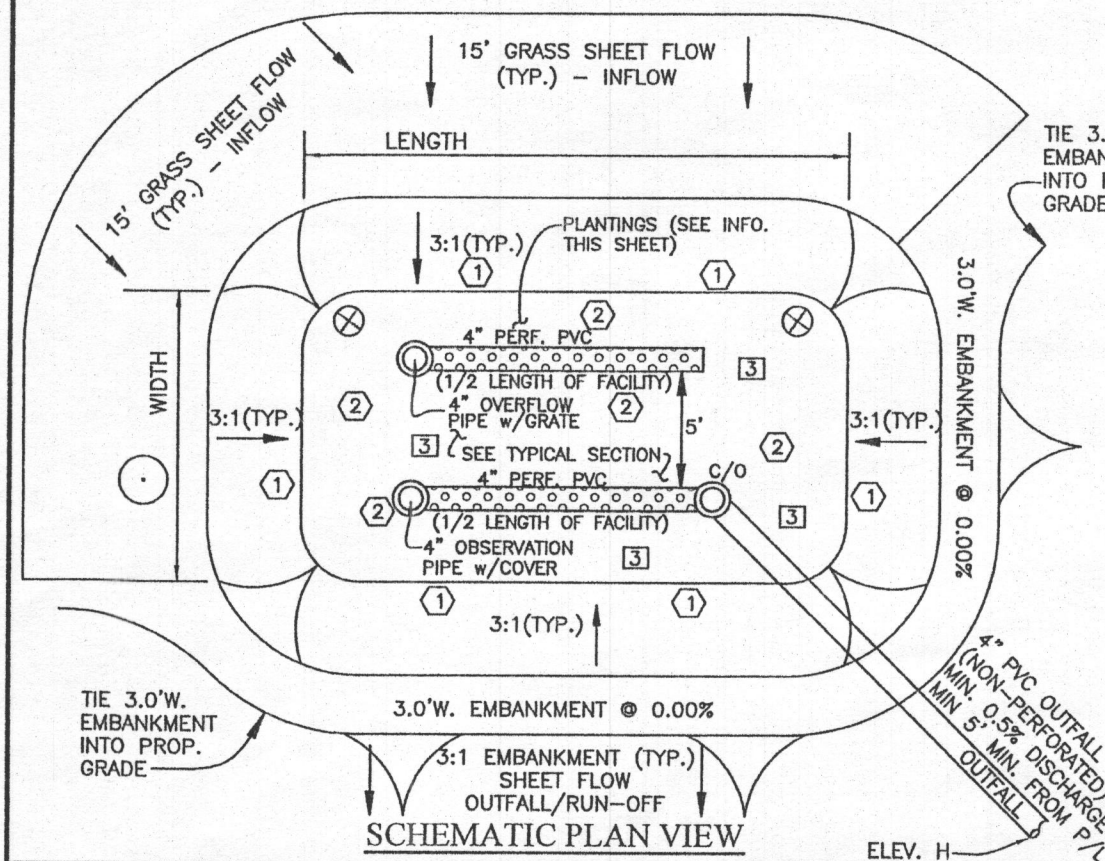 15' GRASS SHEET FLOW
(TYP.) - INFLOW
15' GRASS SHEET FLOW
(TYP.) - INFLOW
LENGTH
TIE 3.
INTO
GRADE
PLANTINGS (SEE INFO.
THIS SHEET)
3:1(TYP.)
1
1
2
4" PERF. PVC
3
(1/2 LENGTH OF FACILITY)
WIDTH
3:1(TYP.)
2
4" OVERFLOW
PIPE w/GRATE
2
5'
3:1(TYP.)
3
SEE TYPICAL SECTION
2
C/O
4" PERF. PVC
1
1
2
(1/2 LENGTH OF FACILITY)
3
4" OBSERVATION
PIPE w/COVER
3
1
1
3:1(TYP.)
3.0'W. EMBANKMENT @ 0.00%
TIE 3.0'W.
EMBANKMENT
INTO PROP.
GRADE
3.0'W. EMBANKMENT @ 0.00%
3:1 EMBANKMENT (TYP.)
SHEET FLOW
OUTFALL/RUN-OFF
4" PVC OUTFALL
(NON-PERFORATED)
MIN. 0.5% DISCHARGE
MIN 5' MIN. FROM
OUTFALL
SCHEMATIC PLAN VIEW
ELEV. H